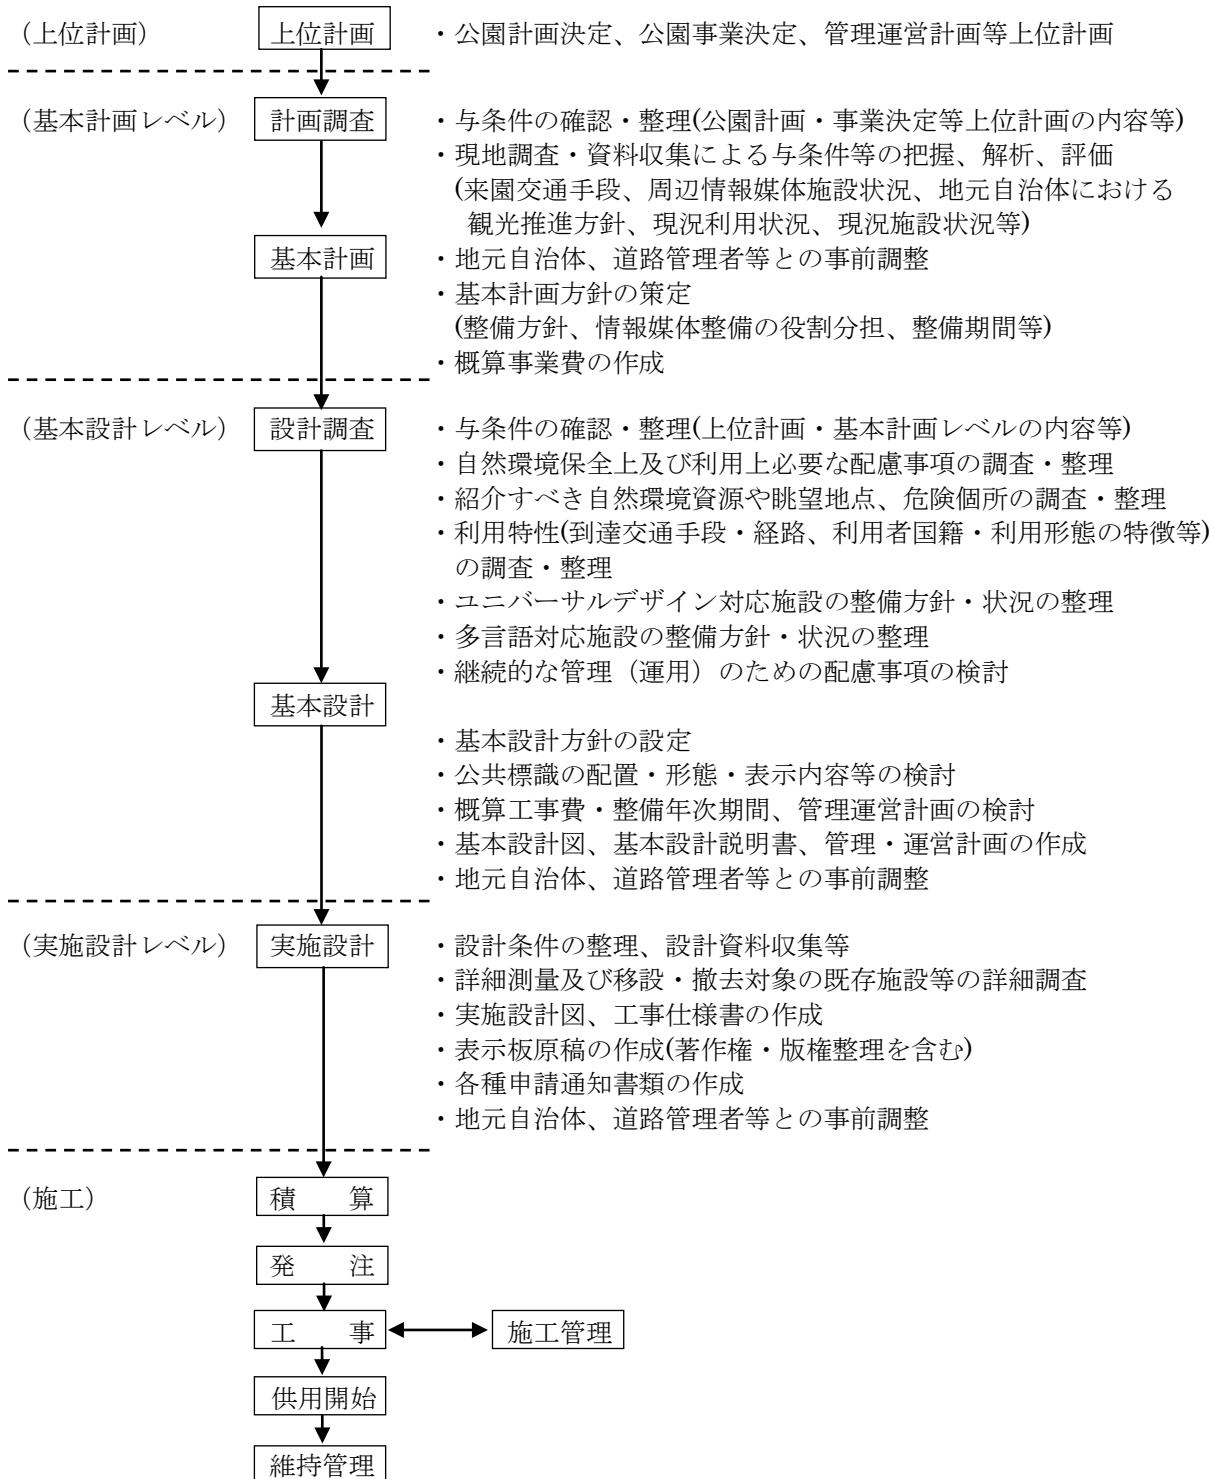 （上位計画） 上位計画 ・公園計画決定、公園事業決定、管理運営計画等上位計画
（基本計画レベル） 計画調査 ・与条件の確認・整理(公園計画・事業決定等上位計画の内容等)
・現地調査・資料収集による与条件等の把握、解析、評価
(来園交通手段、周辺情報媒体施設状況、地元自治体における
観光推進方針、現況利用状況、現況施設状況等)
基本計画 ・地元自治体、道路管理者等との事前調整
・基本計画方針の策定
(整備方針、情報媒体整備の役割分担、整備期間等)
・概算事業費の作成
（基本設計レベル） 設計調査 ・与条件の確認・整理(上位計画・基本計画レベルの内容等)
・自然環境保全上及び利用上必要な配慮事項の調査・整理
・紹介すべき自然環境資源や眺望地点、危険個所の調査・整理
・利用特性(到達交通手段・経路、利用者国籍・利用形態の特徴等)
の調査・整理
・ユニバーサルデザイン対応施設の整備方針・状況の整理
・多言語対応施設の整備方針・状況の整理
・継続的な管理（運用）のための配慮事項の検討
基本設計
・基本設計方針の設定
・公共標識の配置・形態・表示内容等の検討
・概算工事費・整備年次期間、管理運営計画の検討
・基本設計図、基本設計説明書、管理・運営計画の作成
・地元自治体、道路管理者等との事前調整
（実施設計レベル） 実施設計 ・設計条件の整理、設計資料収集等
・詳細測量及び移設・撤去対象の既存施設等の詳細調査
・実施設計図、工事仕様書の作成
・表示板原稿の作成(著作権・版権整理を含む)
・各種申請通知書類の作成
・地元自治体、道路管理者等との事前調整
（施工） 積　算
発　注
工　事 施工管理
供用開始
維持管理